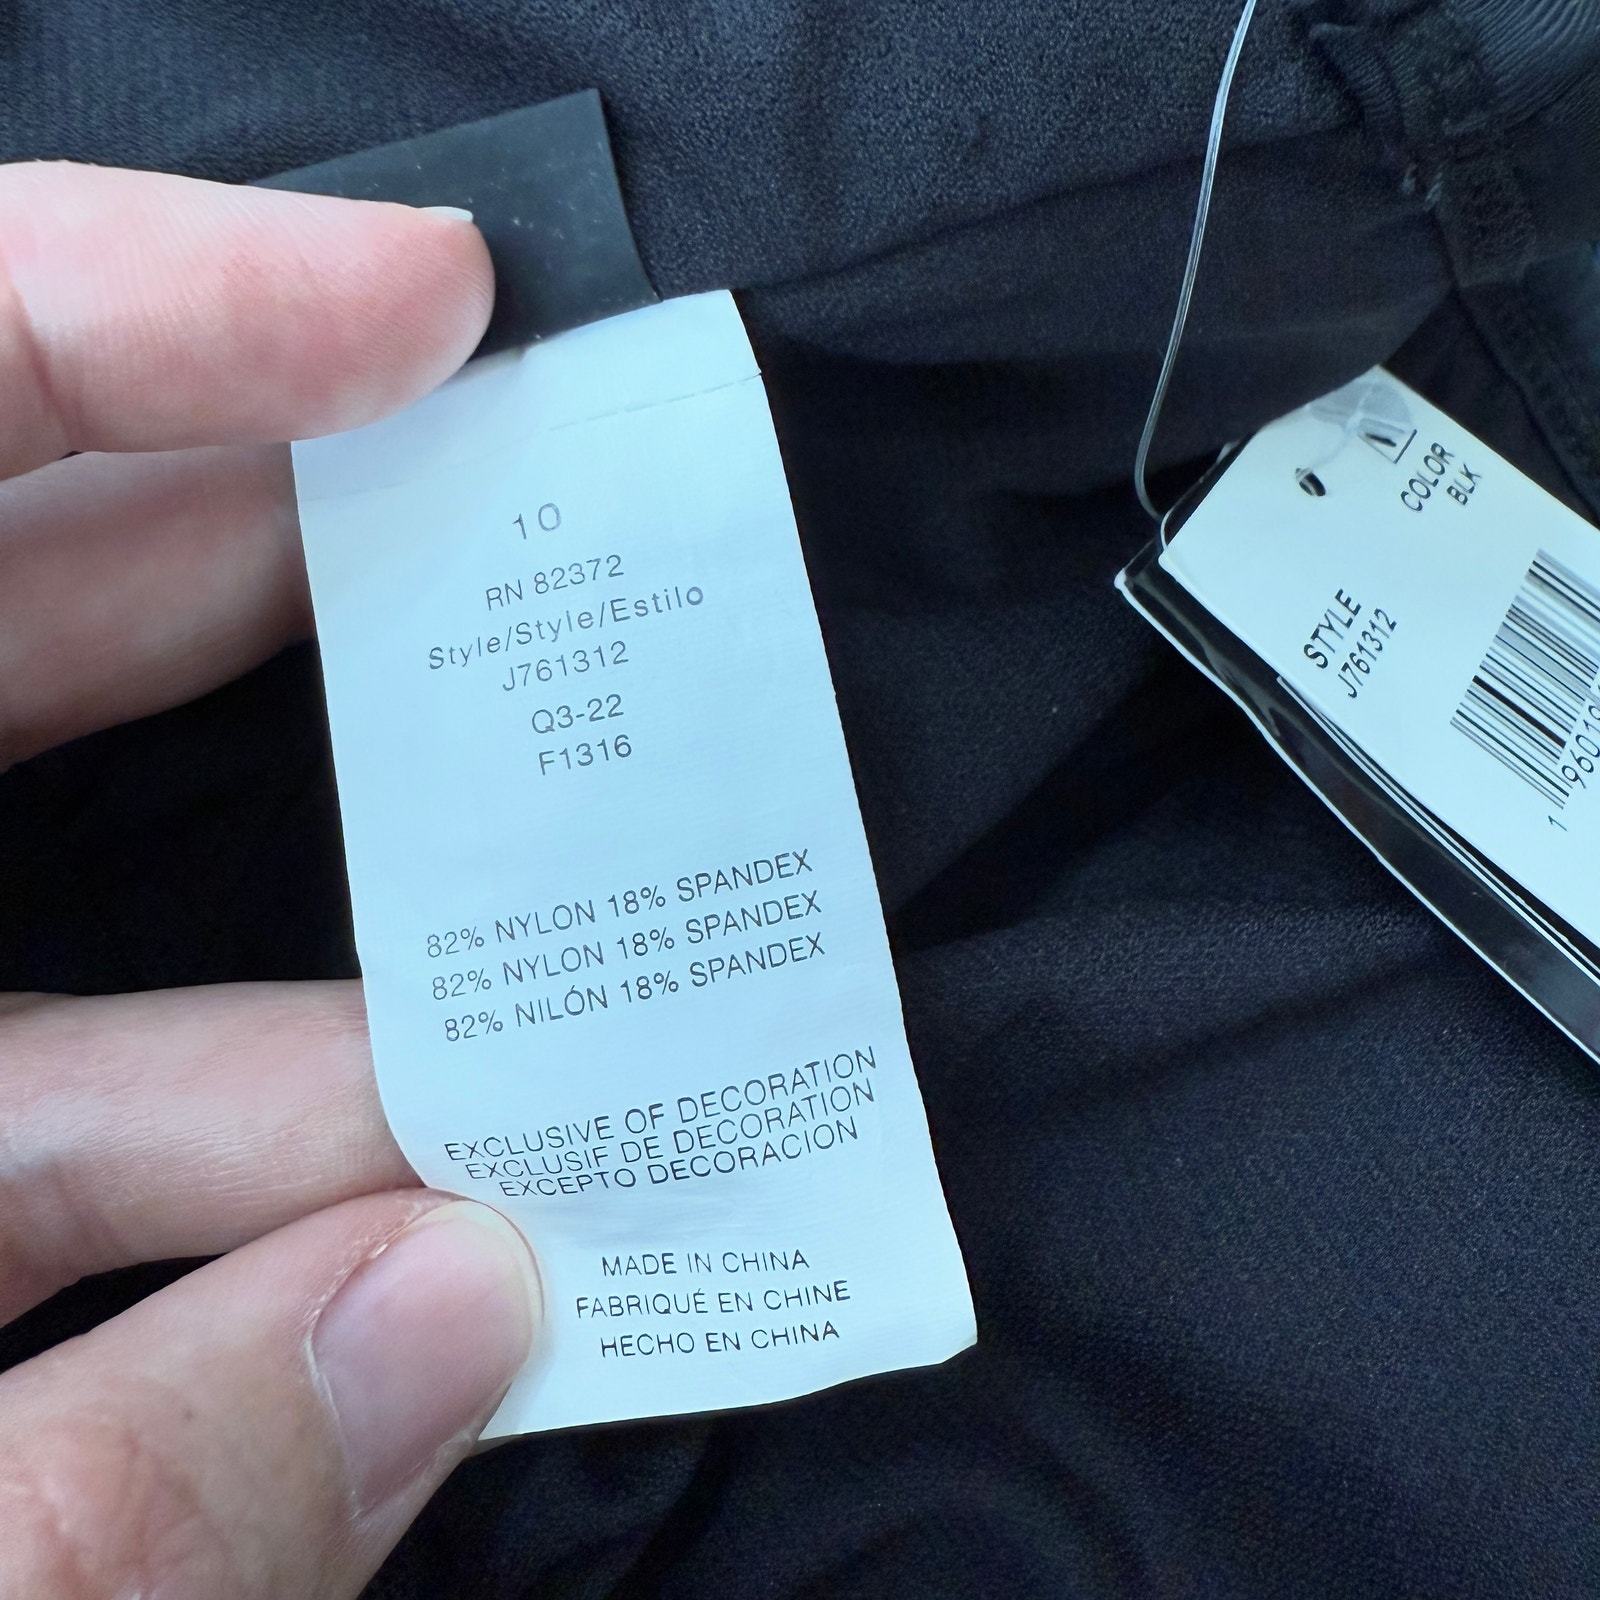 10
RN 82372
Style/Style/Estilo
J761312
Q3-22
F1316
82% NYLON 18% SPANDEX
82% NYLON 18% SPANDEX
82% NILÓN 18% SPANDEX
EXCLUSIVE OF DECORATION
EXCLUSIF DE DECORATION
EXCEPTO DECORACION
MADE IN CHINA
FABRIQUÉ EN CHINE
HECHO EN CHINA
COLOR
BLK
STYLE
J761312
1